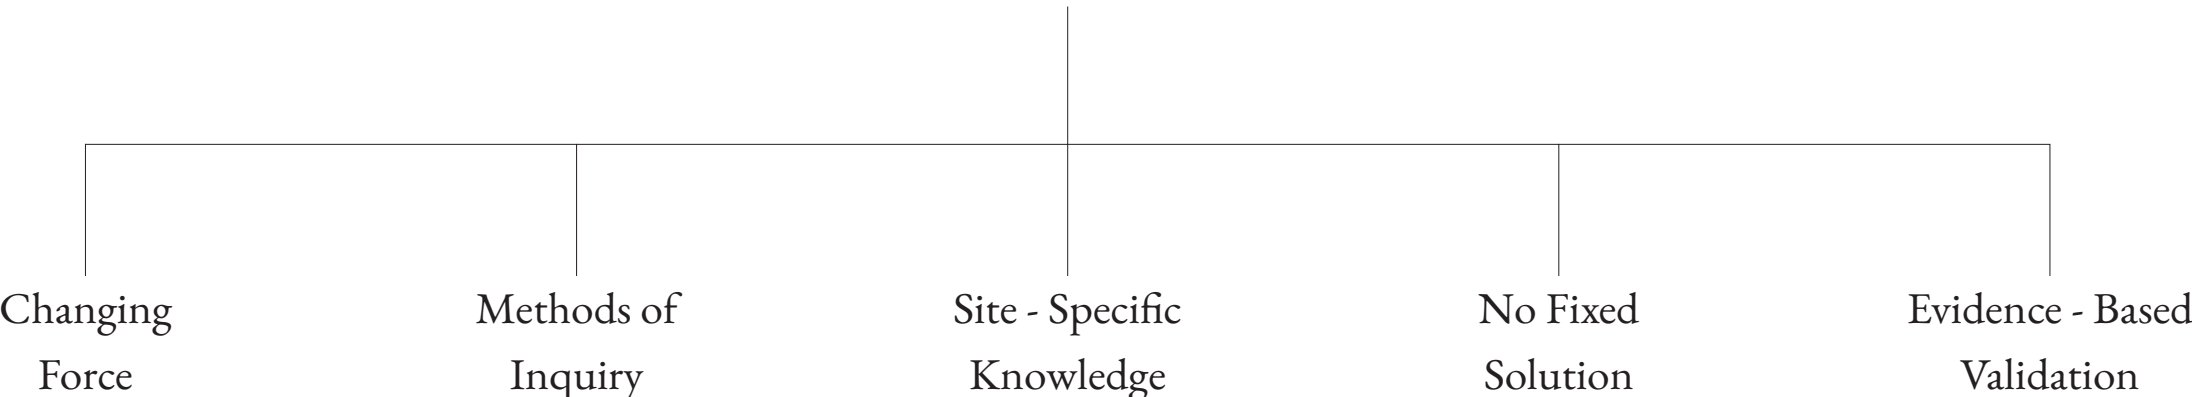 Changing
Force
Methods of
Inquiry
Site - Specific
Knowledge
No Fixed
Solution
Evidence - Based
Validation